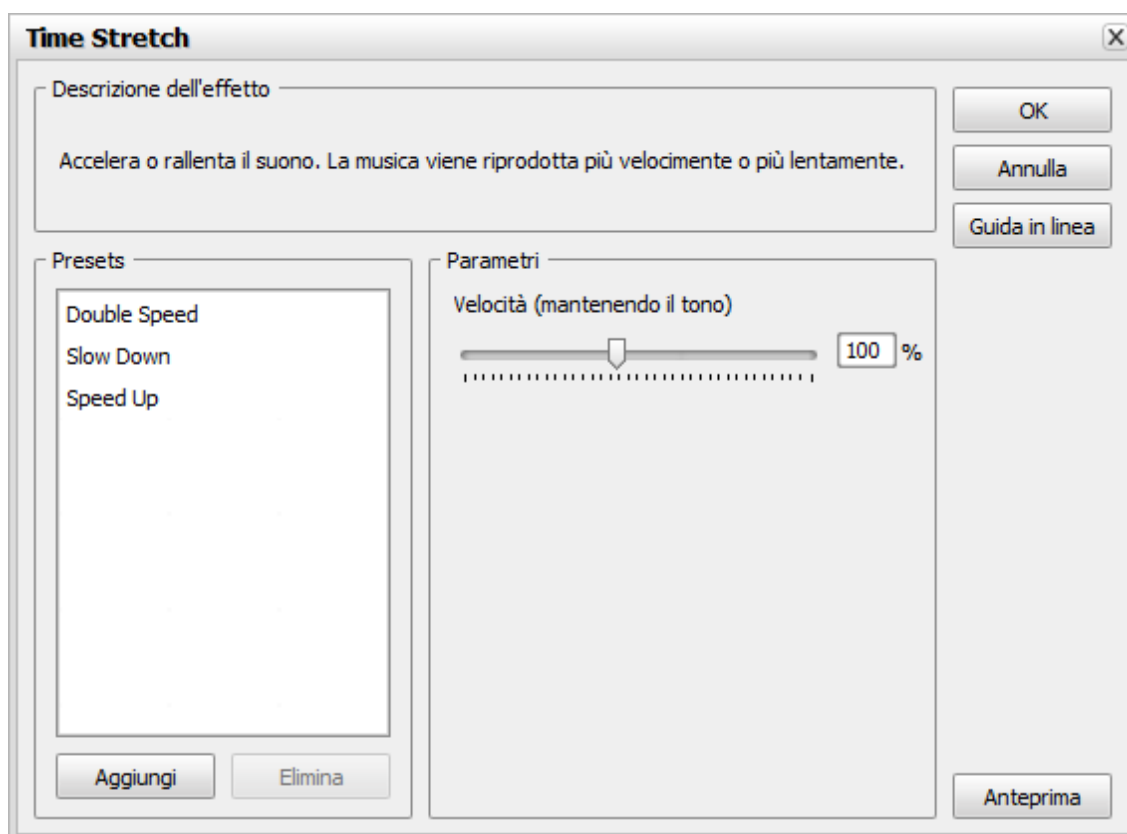 Time Stretch
Descrizione dell'effetto
Accelera o rallenta il suono. La musica viene riprodotta più velocimente o più lentamente.
OK
Annulla
Guida in linea
Presets
Double Speed
Slow Down
Speed Up
Aggiungi
Elimina
Parametri
Velocità (mantenendo il tono)
100 %
Anteprima